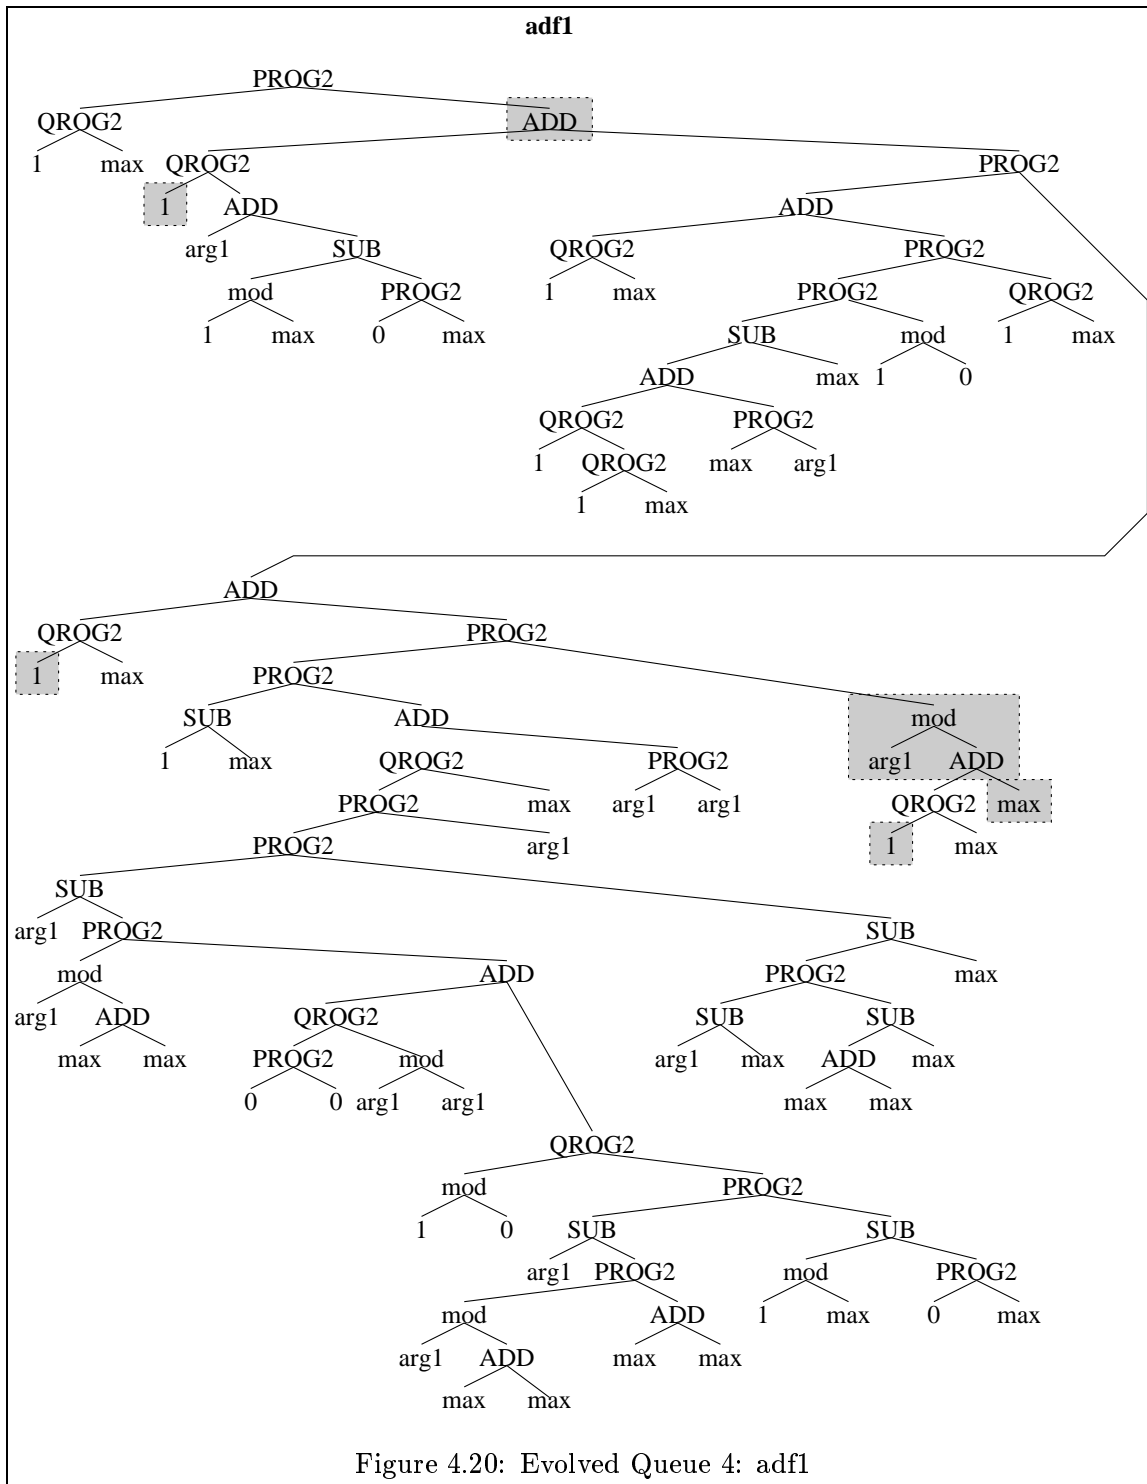 adf1
PROG2
QROG2 ADD
1 max QROG2 PROG2
1 ADD ADD
arg1 SUB QROG2 PROG2
mod PROG2 1 max PROG2 QROG2
1 max 0 max SUB mod 1 max
ADD max 1 0
QROG2 PROG2
1 QROG2 max arg1
1 max
ADD
QROG2 PROG2
1 max PROG2
SUB ADD mod
1 max QROG2 PROG2 arg1 ADD
PROG2 max arg1 arg1 QROG2 max
PROG2 arg1 1 max
SUB
arg1 PROG2 SUB
mod ADD PROG2 max
arg1 ADD QROG2 SUB SUB
max max PROG2 mod arg1 max ADD max
0 0 arg1 arg1 max max
QROG2
mod PROG2
1 0 SUB SUB
arg1 PROG2 mod PROG2
mod ADD 1 max 0 max
arg1 ADD max max
max max
Figure 4.20: Evolved Queue 4: adf1